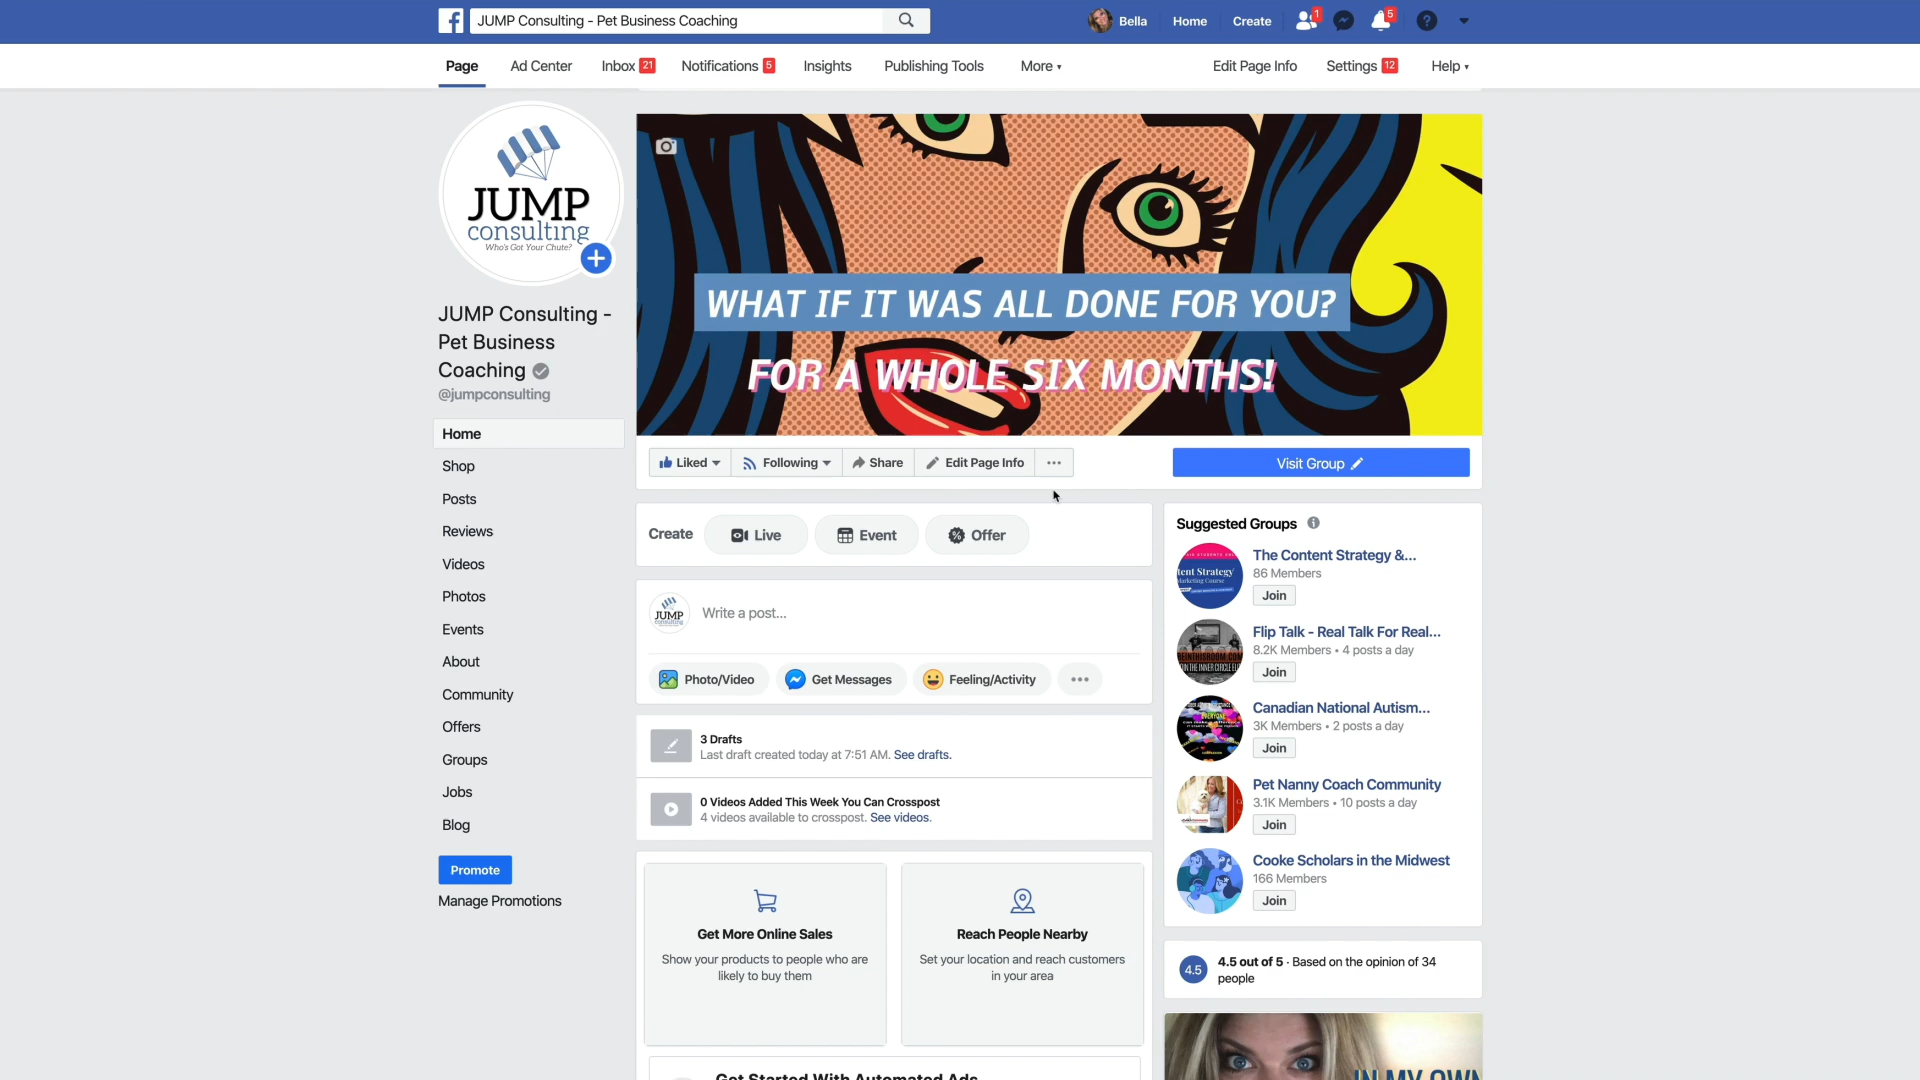 JUMP Consulting - Pet Business Coaching
Bella
Home
Create
1
5
Page
Ad Center
Inbox 21
Notifications 5
Insights
Publishing Tools
More
Edit Page Info
Settings 12
Help
JUMP
consulting
Who's Got Your Chute?
JUMP Consulting -
Pet Business
Coaching
@jumpconsulting
Home
Shop
Posts
Reviews
Videos
Photos
Events
About
Community
Offers
Groups
Jobs
Blog
Promote
Manage Promotions
WHAT IF IT WAS ALL DONE FOR YOU?
FOR A WHOLE SIX MONTHS!
Liked
Following
Share
Edit Page Info
Visit Group
Create
Live
Event
Offer
JUMP
consulting
Write a post...
Photo/Video
Get Messages
Feeling/Activity
3 Drafts
Last draft created today at 7:51 AM. See drafts.
0 Videos Added This Week You Can Crosspost
4 videos available to crosspost. See videos.
Get More Online Sales
Show your products to people who are
likely to buy them
Reach People Nearby
Set your location and reach customers
in your area
Get Started With Automated Ads
Suggested Groups
tent Strategy
The Content Strategy &...
86 Members
Join
Flip Talk - Real Talk For Real...
8.2K Members • 4 posts a day
Join
Canadian National Autism...
3K Members • 2 posts a day
Join
Pet Nanny Coach Community
3.1K Members • 10 posts a day
Join
Cooke Scholars in the Midwest
166 Members
Join
4.5
4.5 out of 5 · Based on the opinion of 34
people
IN MY OWN